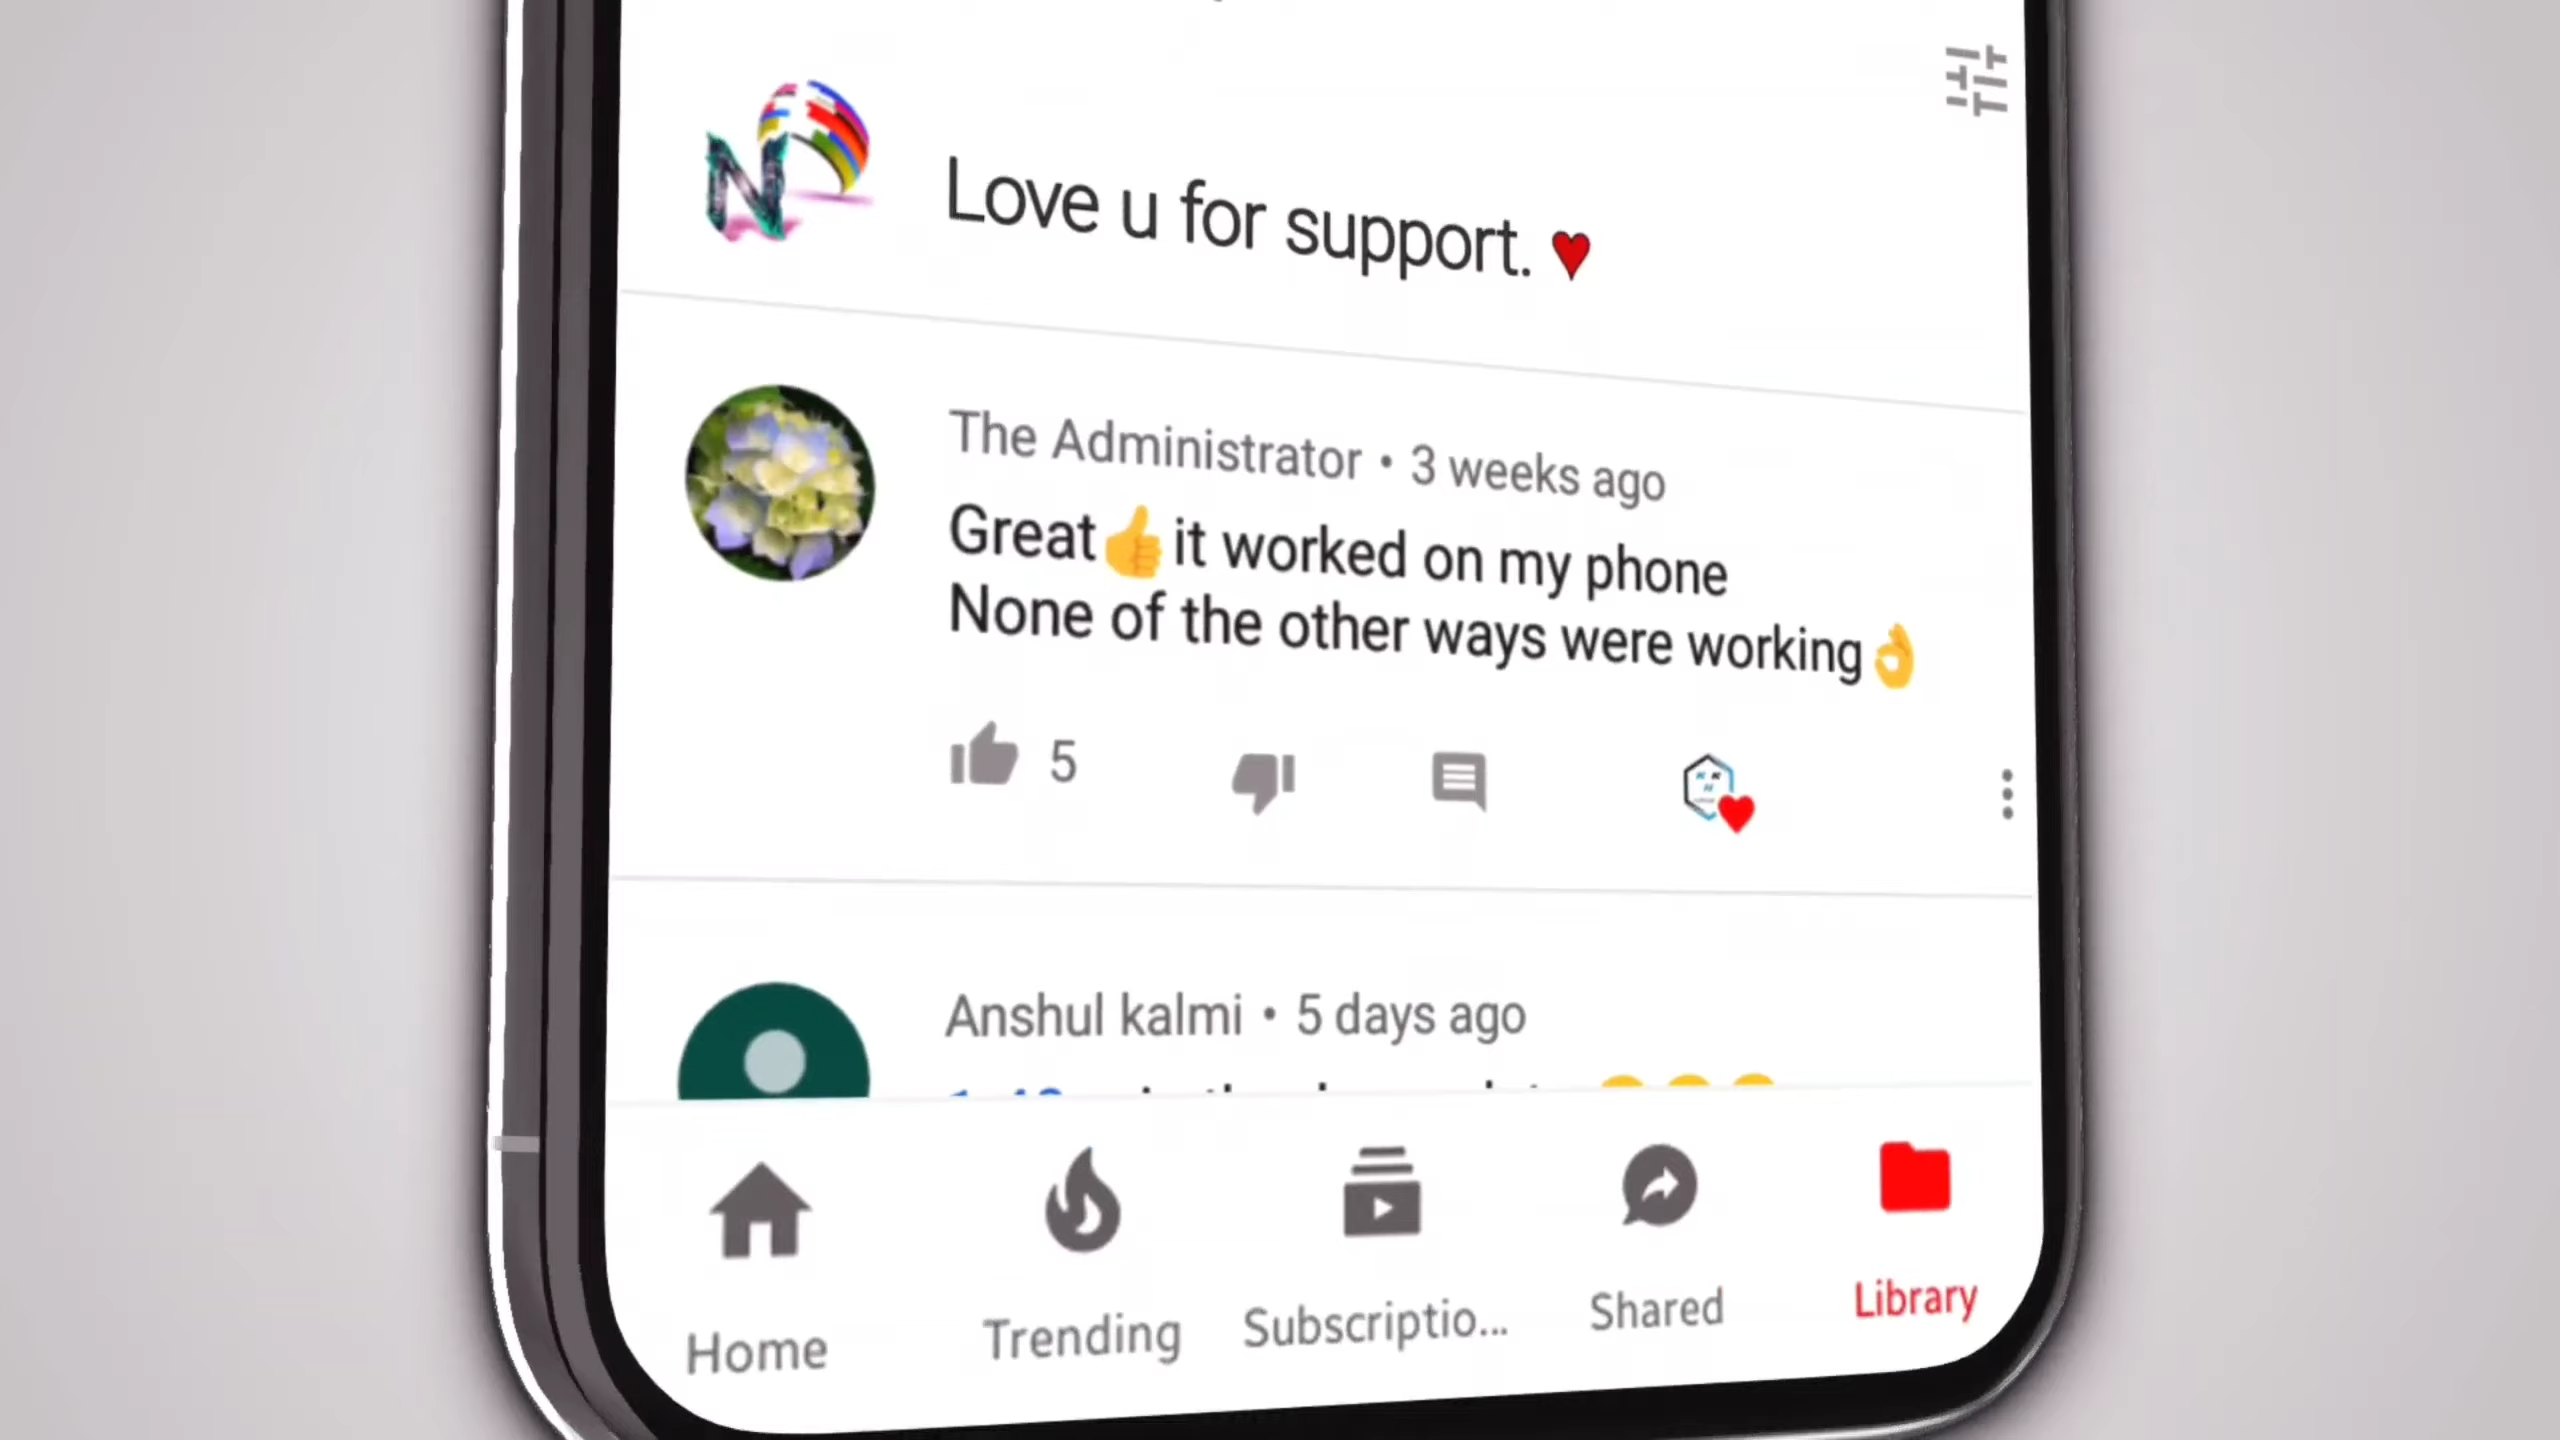 Love u for support. ♥
The Administrator • 3 weeks ago
Great👍it worked on my phone
None of the other ways were working👌
5
Anshul kalmi • 5 days ago
Home
Trending
Subscriptio...
Shared
Library